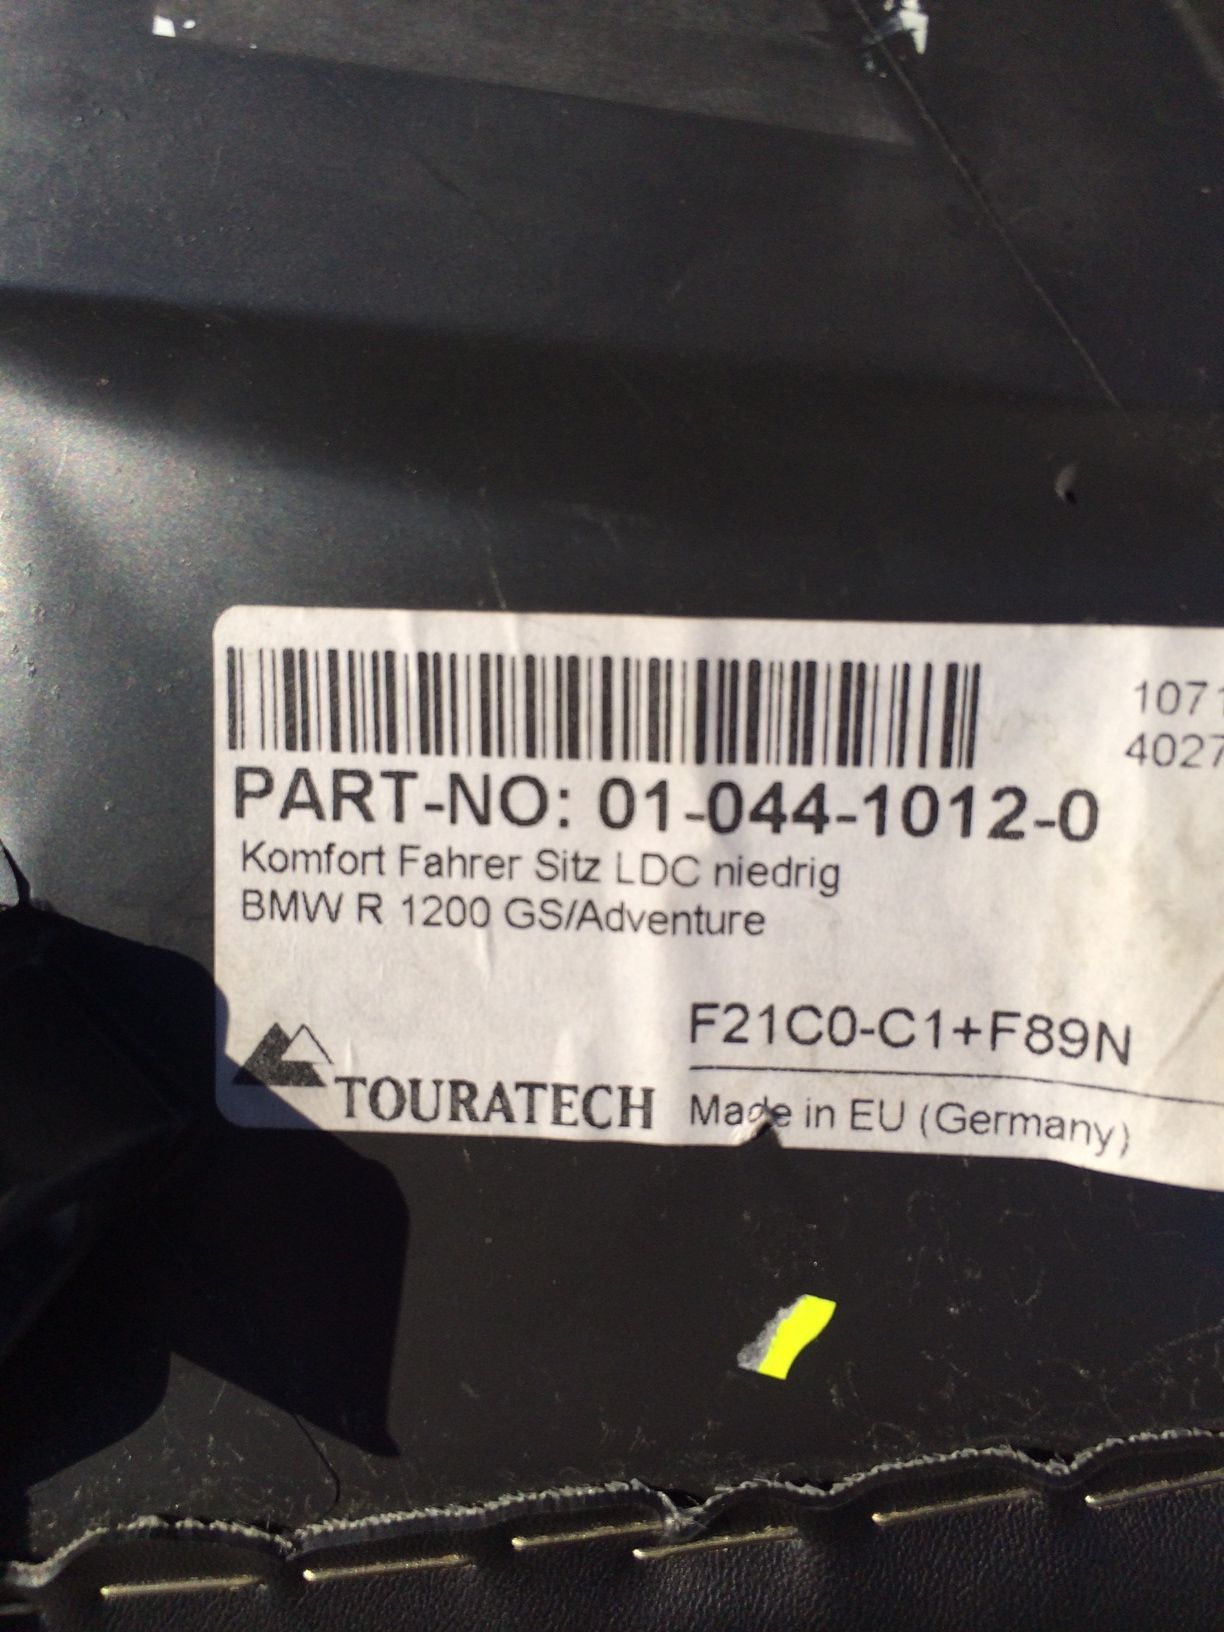 1071
4027
PART-NO: 01-044-1012-0
Komfort Fahrer Sitz LDC niedrig
BMW R 1200 GS/Adventure
F21C0-C1+F89N
TOURATECH
Made in EU (Germany)